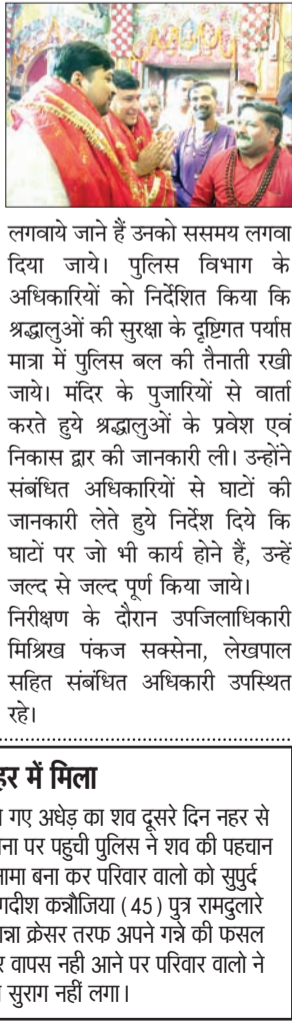 लगवाये जाने हैं उनको ससमय लगवा
दिया जाये। पुलिस विभाग के
अधिकारियों को निर्देशित किया कि
श्रद्धालुओं की सुरक्षा के दृष्टिगत पर्याप्त
मात्रा में पुलिस बल की तैनाती रखी
जाये। मंदिर के पुजारियों से वार्ता
करते हुये श्रद्धालुओं के प्रवेश एवं
निकास द्वार की जानकारी ली। उन्होंने
संबंधित अधिकारियों से घाटों की
जानकारी लेते हुये निर्देश दिये कि
घाटों पर जो भी कार्य होने हैं, उन्हें
जल्द से जल्द पूर्ण किया जाये।
निरीक्षण के दौरान उपजिलाधिकारी
मिश्रिख पंकज सक्सेना, लेखपाल
सहित संबंधित अधिकारी उपस्थित
रहे।
में मिला
गए अधेड़ का शव दूसरे दिन नहर से
पर पहुची पुलिस ने शव की पहचान
बना कर परिवार वालो को सुपुर्द
कन्नौजिया (45) पुत्र रामदुलारे
क्रेसर तरफ अपने गन्ने की फसल
वापस नही आने पर परिवार वालो ने
सुराग नहीं लगा।